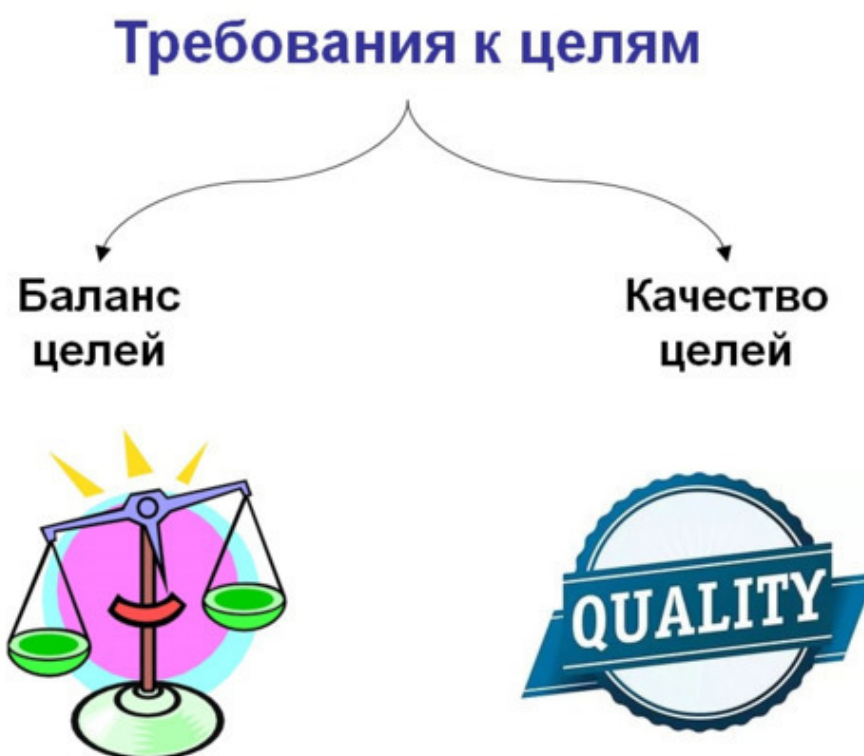 Требования к целям
Баланс
целей
Качество
целей
QUALITY